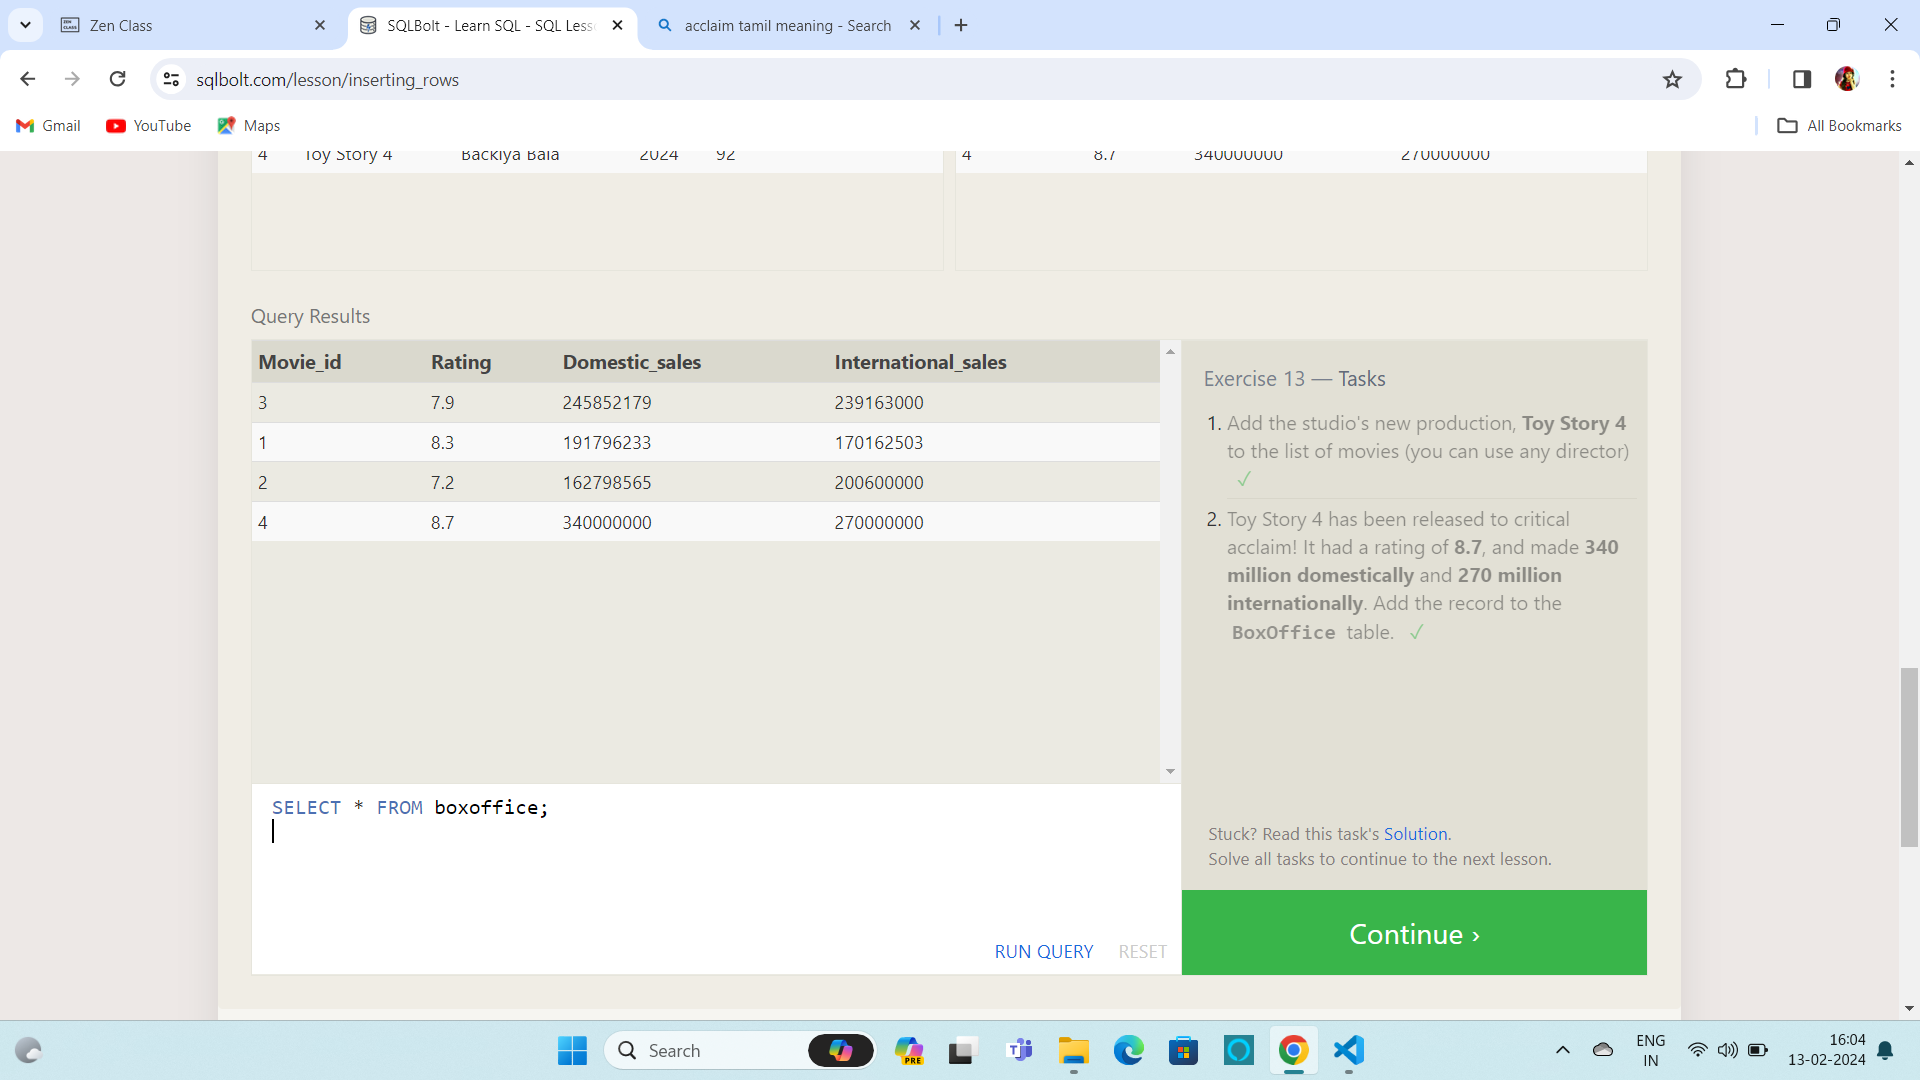 Zen Class
SQLBolt - Learn SQL - SQL Less
acclaim tamil meaning - Search
sqlbolt.com/lesson/inserting_rows
Gmail
YouTube
Maps
All Bookmarks
4 Toy Story 4 Backiya Bala 2024 92
4 8.7 340000000 270000000
Query Results
Movie_id Rating Domestic_sales International_sales
3 7.9 245852179 239163000
1 8.3 191796233 170162503
2 7.2 162798565 200600000
4 8.7 340000000 270000000
Exercise 13 — Tasks
1. Add the studio's new production, Toy Story 4
to the list of movies (you can use any director)
✓
2. Toy Story 4 has been released to critical
acclaim! It had a rating of 8.7, and made 340
million domestically and 270 million
internationally. Add the record to the
BoxOffice table. ✓
SELECT * FROM boxoffice;
Stuck? Read this task's Solution.
Solve all tasks to continue to the next lesson.
RUN QUERY RESET
Continue ›
Search
PRE
ENG
IN
16:04
13-02-2024